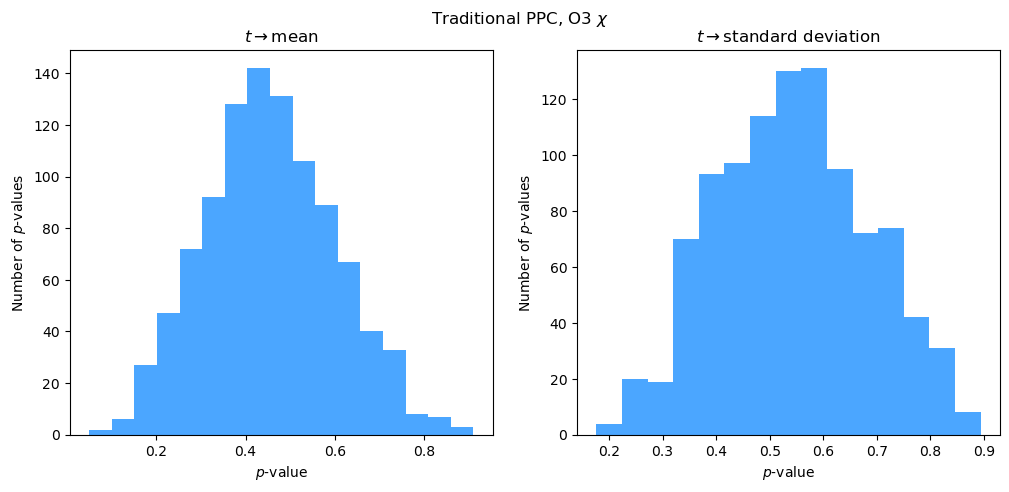 Traditional PPC, O3 χ
t → mean
Number of p-values
140
120
100
80
60
40
20
0
0.2 0.4 0.6 0.8
p-value
t → standard deviation
Number of p-values
120
100
80
60
40
20
0
0.2 0.3 0.4 0.5 0.6 0.7 0.8 0.9
p-value